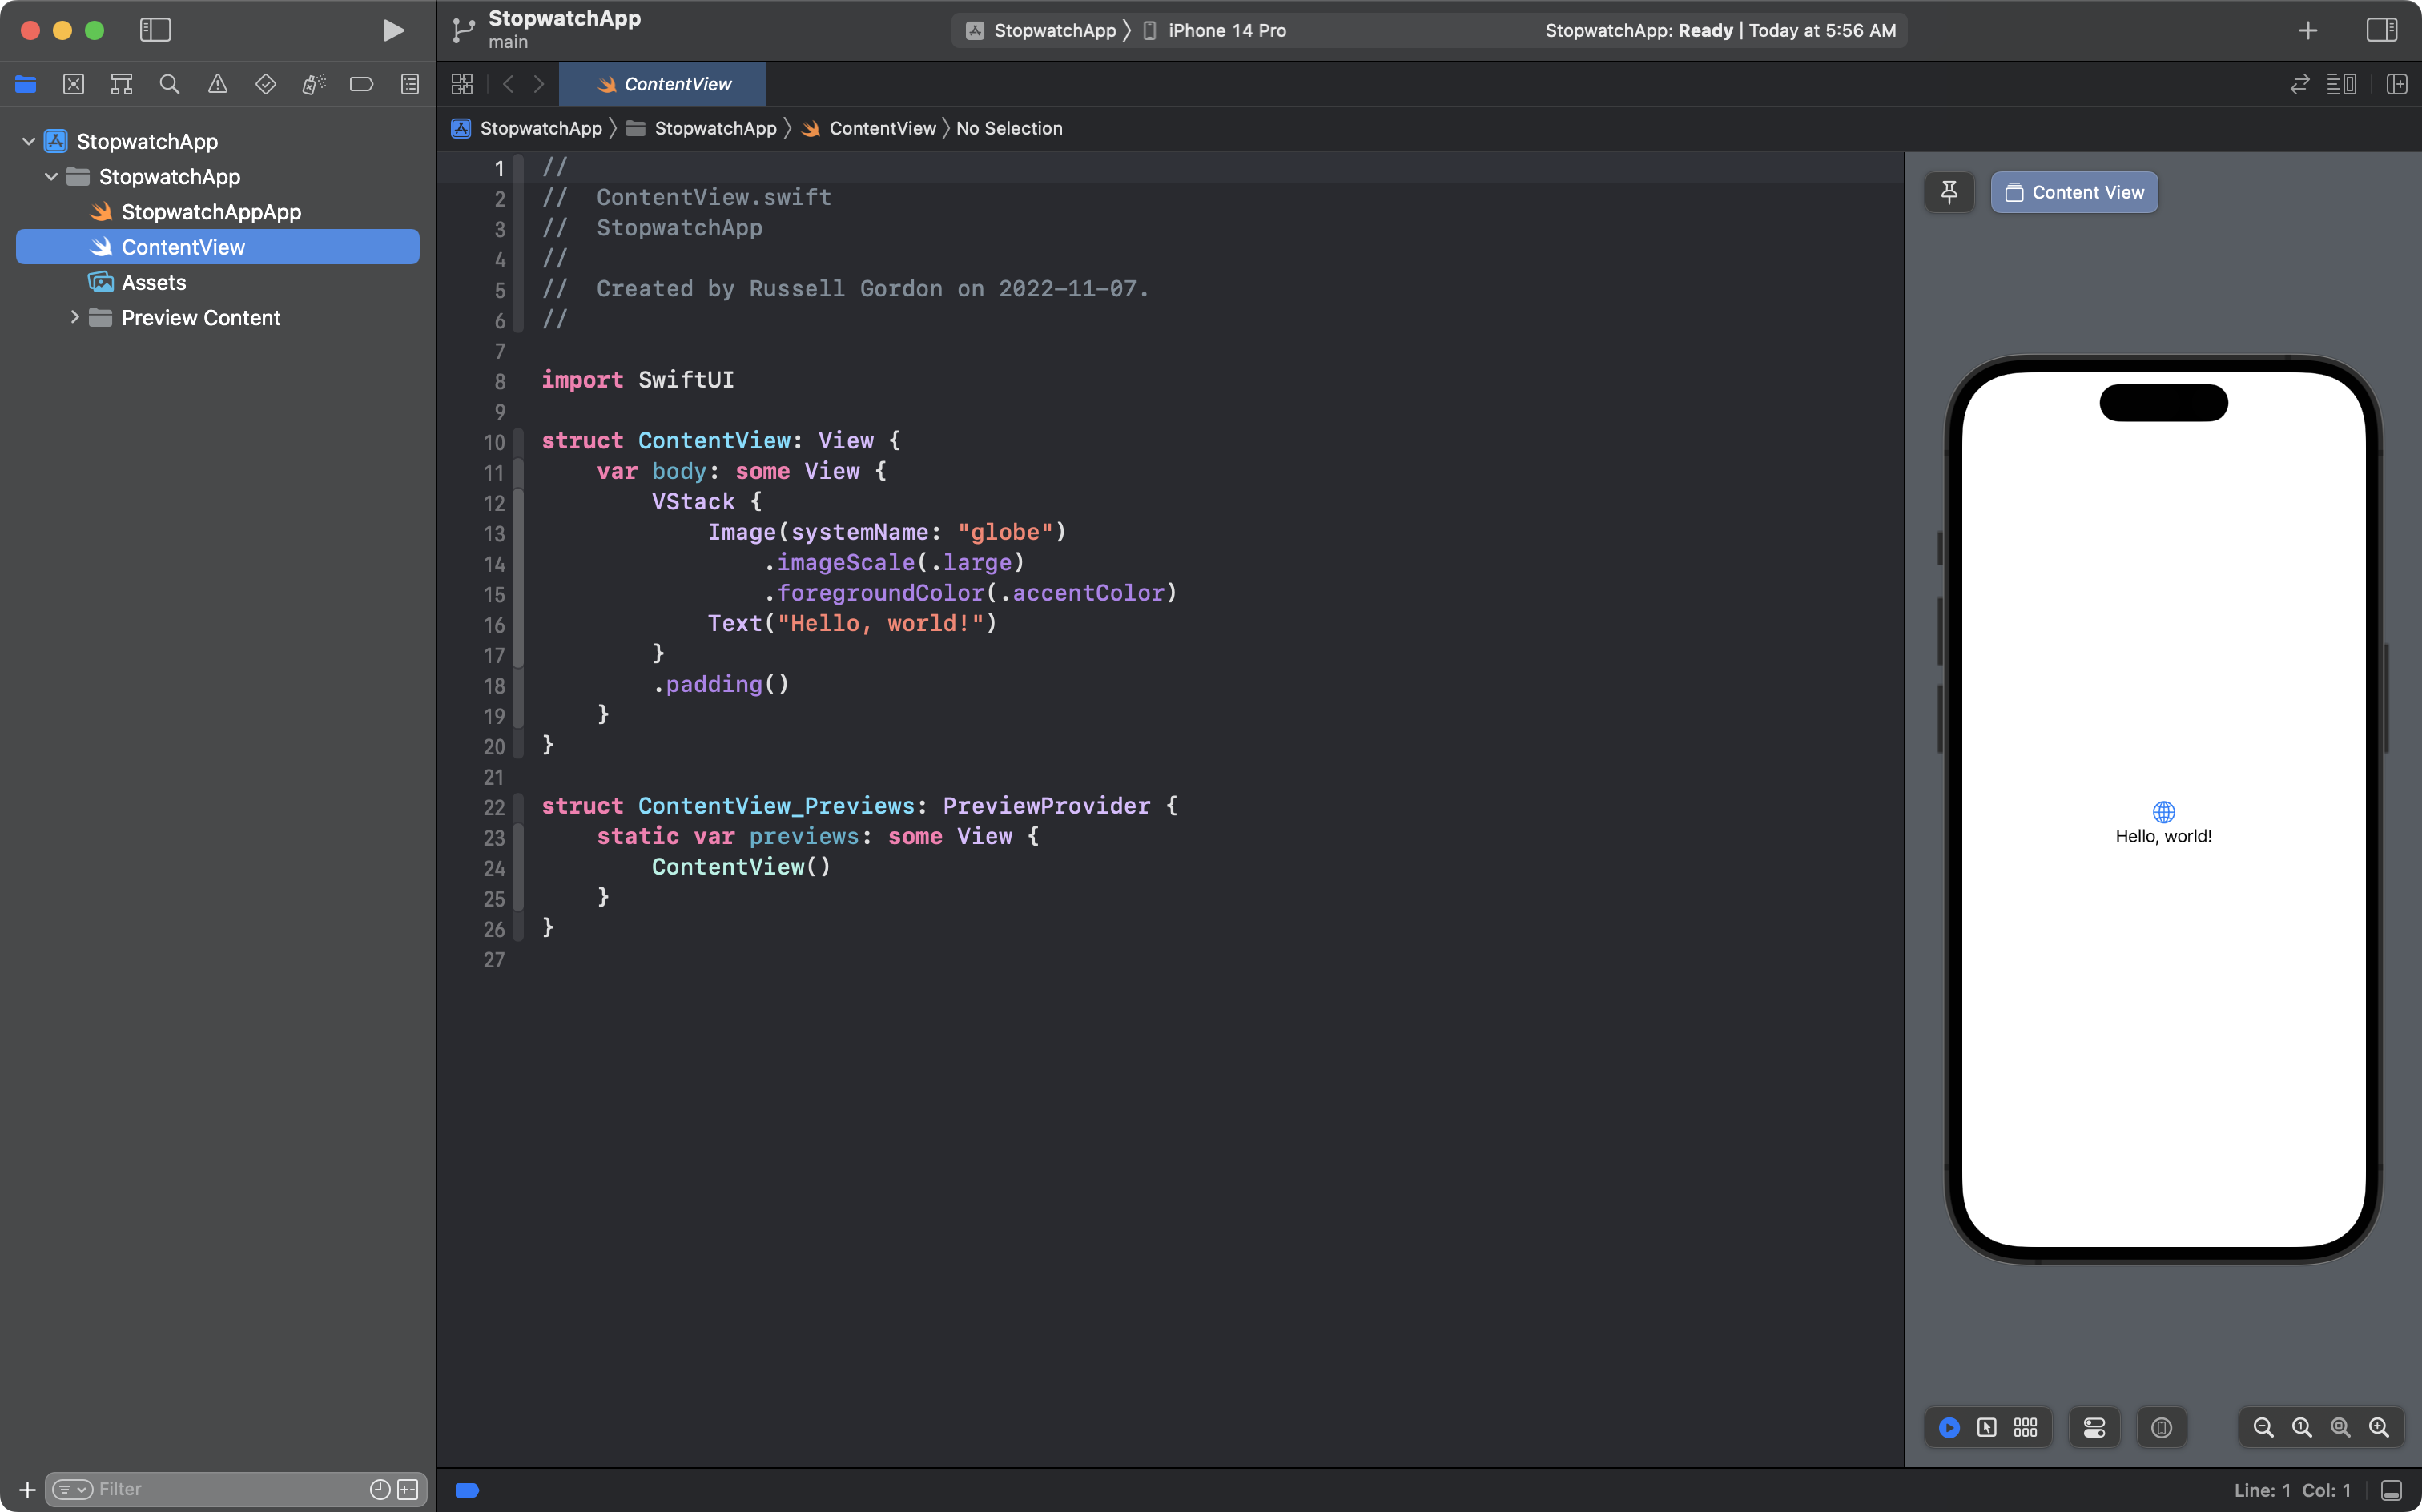 StopwatchApp
main
StopwatchApp 〉 iPhone 14 Pro
StopwatchApp: Ready | Today at 5:56 AM
ContentView
StopwatchApp 〉 StopwatchApp 〉 ContentView 〉 No Selection
StopwatchApp
StopwatchApp
StopwatchAppApp
ContentView
Assets
Preview Content
1 //
2 //  ContentView.swift
3 //  StopwatchApp
4 //
5 //  Created by Russell Gordon on 2022-11-07.
6 //
7
8 import SwiftUI
9
10 struct ContentView: View {
11     var body: some View {
12         VStack {
13             Image(systemName: "globe")
14                 .imageScale(.large)
15                 .foregroundColor(.accentColor)
16             Text("Hello, world!")
17         }
18         .padding()
19     }
20 }
21
22 struct ContentView_Previews: PreviewProvider {
23     static var previews: some View {
24         ContentView()
25     }
26 }
27
Content View
Hello, world!
Filter
Line: 1  Col: 1